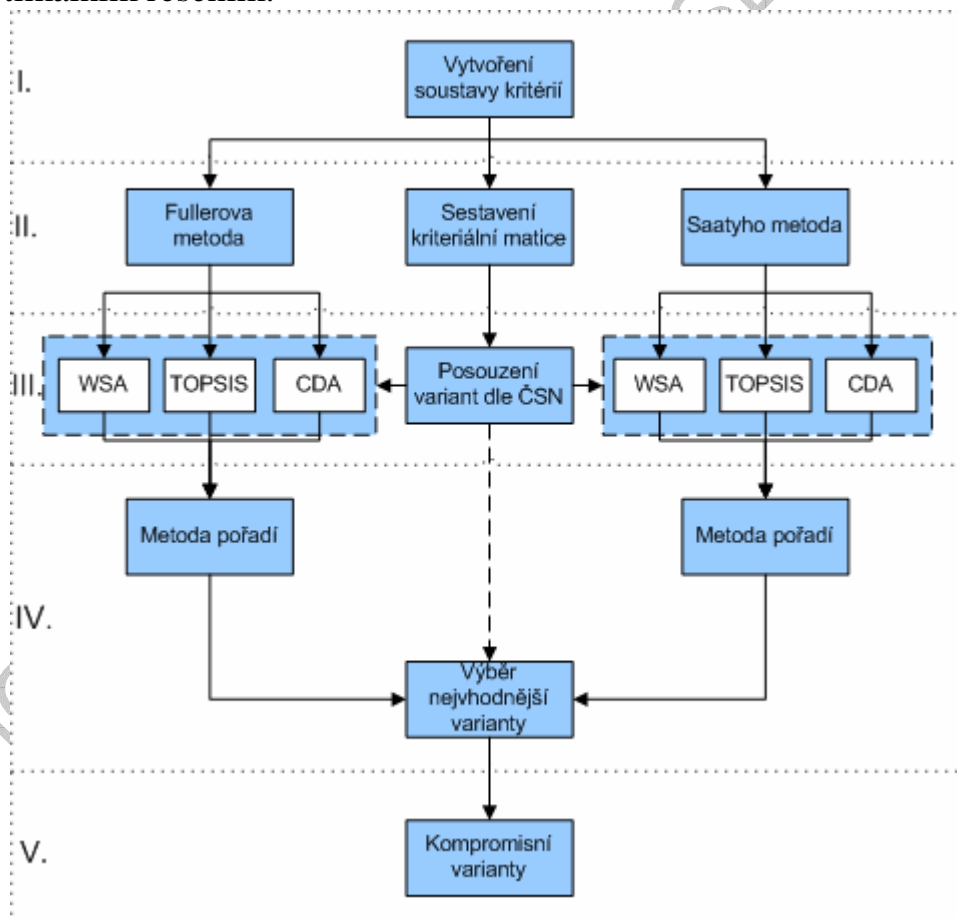 I.
Vytvoření
soustavy kritérií
II.
Fullerova
metoda
Sestavení
kriteriální matice
Saatyho metoda
III.
WSA
TOPSIS
CDA
Posouzení
variant dle ČSN
WSA
TOPSIS
CDA
Metoda pořadí
Metoda pořadí
IV.
Výběr
nejvhodnější
varianty
V.
Kompromisní
varianty